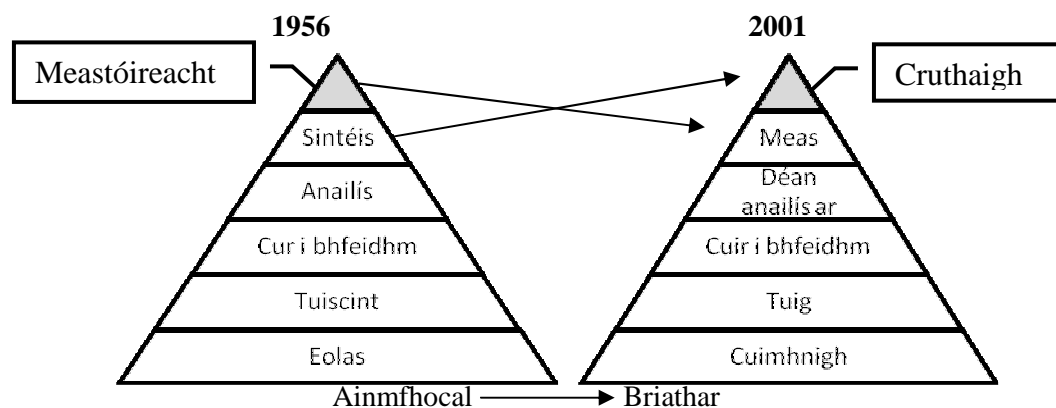 1956
2001
Meastóireacht
Cruthaigh
Sintéis
Meas
Anailís
Déan
anailís ar
Cur i bhfeidhm
Cuir i bhfeidhm
Tuiscint
Tuig
Eolas
Cuimhnigh
Ainmfhocal
Briathar